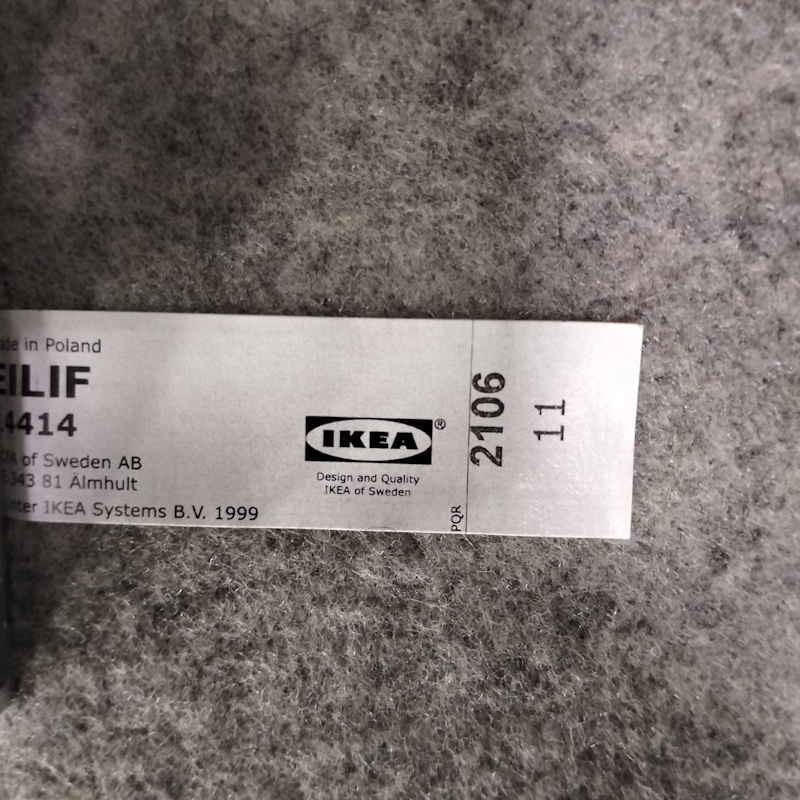 ade in Poland
EILIF
4414
of Sweden AB
343 81 Älmhult
nter IKEA Systems B.V. 1999
IKEA®
Design and Quality
IKEA of Sweden
PQR
2106
11